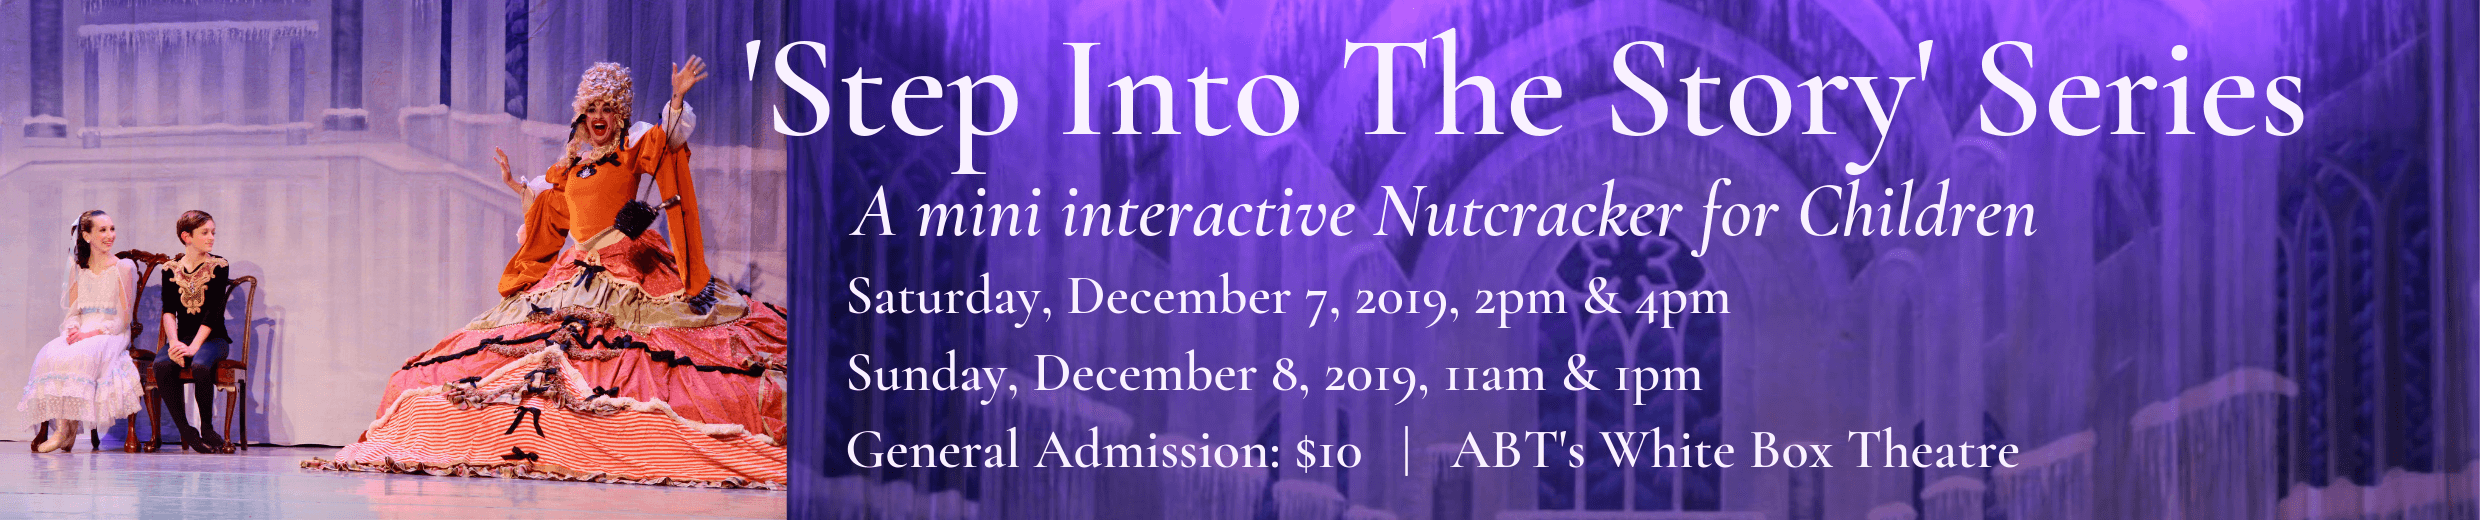 'Step Into The Story' Series
A mini interactive Nutcracker for Children
Saturday, December 7, 2019, 2pm & 4pm
Sunday, December 8, 2019, 11am & 1pm
General Admission: $10 | ABT's White Box Theatre